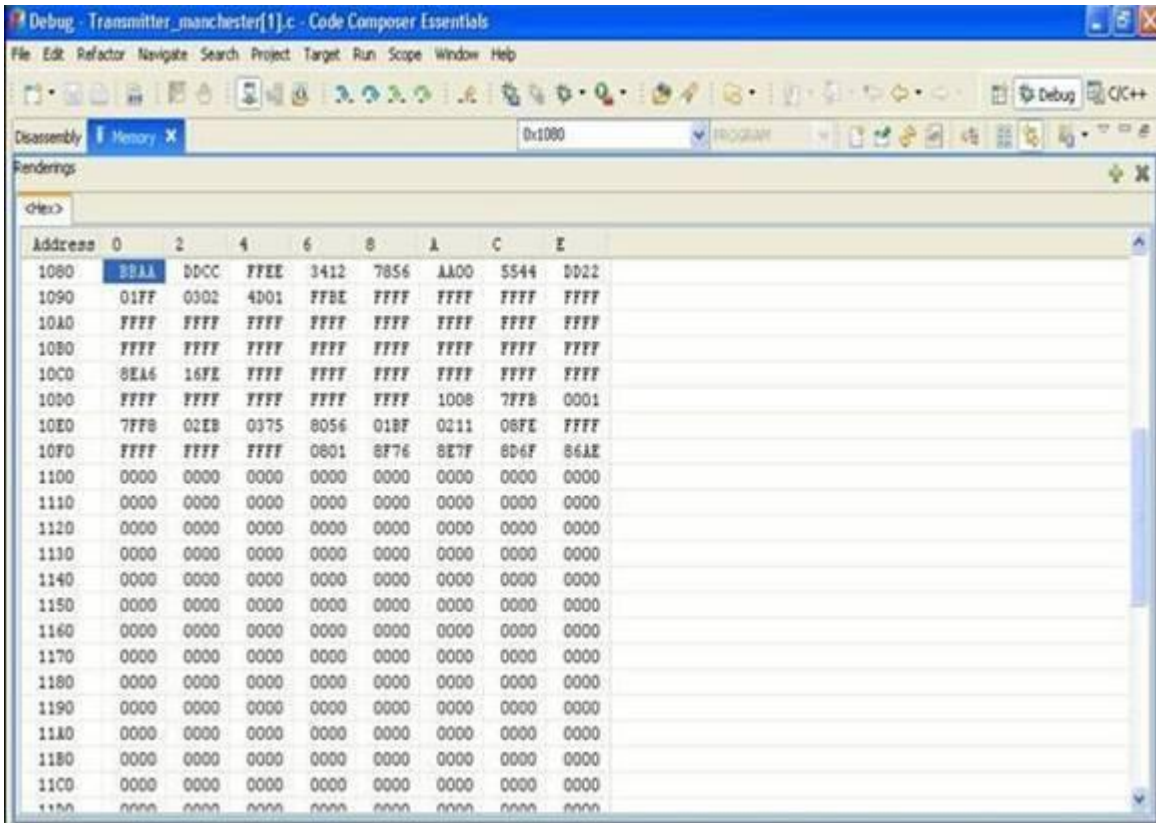 Debug - Transmitter_manchester[1].c - Code Composer Essentials
File Edit Refactor Navigate Search Project Target Run Scope Window Help
Debug C/C++
Disassembly Memory X 0x1080 PROGRAM
Renderings
<Hex>
Address 0 2 4 6 8 A C E
1080 BBAA DDCC FFEE 3412 7856 AA00 5544 DD22
1090 01FF 0302 4D01 FFBE FFFF FFFF FFFF FFFF
10A0 FFFF FFFF FFFF FFFF FFFF FFFF FFFF FFFF
10B0 FFFF FFFF FFFF FFFF FFFF FFFF FFFF FFFF
10C0 8EA6 16FE FFFF FFFF FFFF FFFF FFFF FFFF
10D0 FFFF FFFF FFFF FFFF FFFF 1008 7FFB 0001
10E0 7FF8 02EB 0375 8056 01BF 0211 08FE FFFF
10F0 FFFF FFFF FFFF 0801 8F76 8E7F 8D6F 86AE
1100 0000 0000 0000 0000 0000 0000 0000 0000
1110 0000 0000 0000 0000 0000 0000 0000 0000
1120 0000 0000 0000 0000 0000 0000 0000 0000
1130 0000 0000 0000 0000 0000 0000 0000 0000
1140 0000 0000 0000 0000 0000 0000 0000 0000
1150 0000 0000 0000 0000 0000 0000 0000 0000
1160 0000 0000 0000 0000 0000 0000 0000 0000
1170 0000 0000 0000 0000 0000 0000 0000 0000
1180 0000 0000 0000 0000 0000 0000 0000 0000
1190 0000 0000 0000 0000 0000 0000 0000 0000
11A0 0000 0000 0000 0000 0000 0000 0000 0000
11B0 0000 0000 0000 0000 0000 0000 0000 0000
11C0 0000 0000 0000 0000 0000 0000 0000 0000
11D0 0000 0000 0000 0000 0000 0000 0000 0000